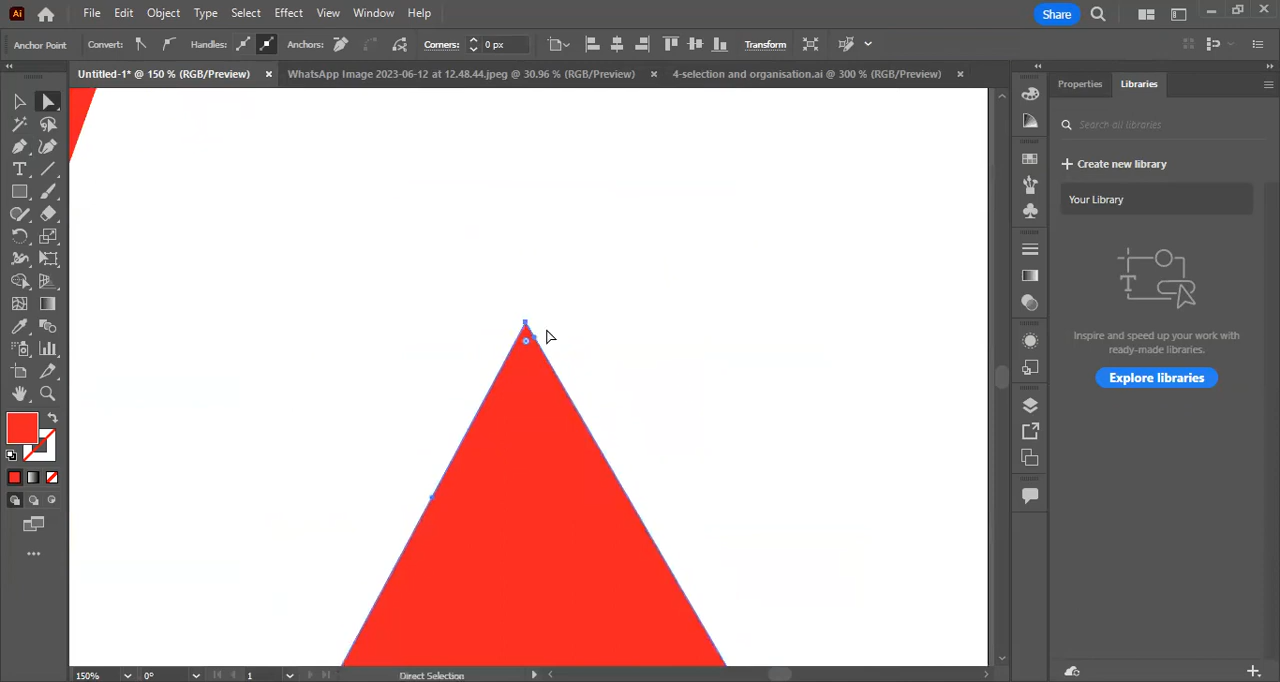 Ai File Edit Object Type Select Effect View Window Help Share
Anchor Point Convert: Handles: Anchors: Corners: 0 px Transform
Untitled-1* @ 150 % (RGB/Preview) × WhatsApp Image 2023-06-12 at 12.48.44.jpeg @ 30.96 % (RGB/Preview) × 4-selection and organisation.ai @ 300 % (RGB/Preview) ×
Properties Libraries
Search all libraries
+ Create new library
Your Library
Inspire and speed up your work with
ready-made libraries.
Explore libraries
150% 0° 1 Direct Selection